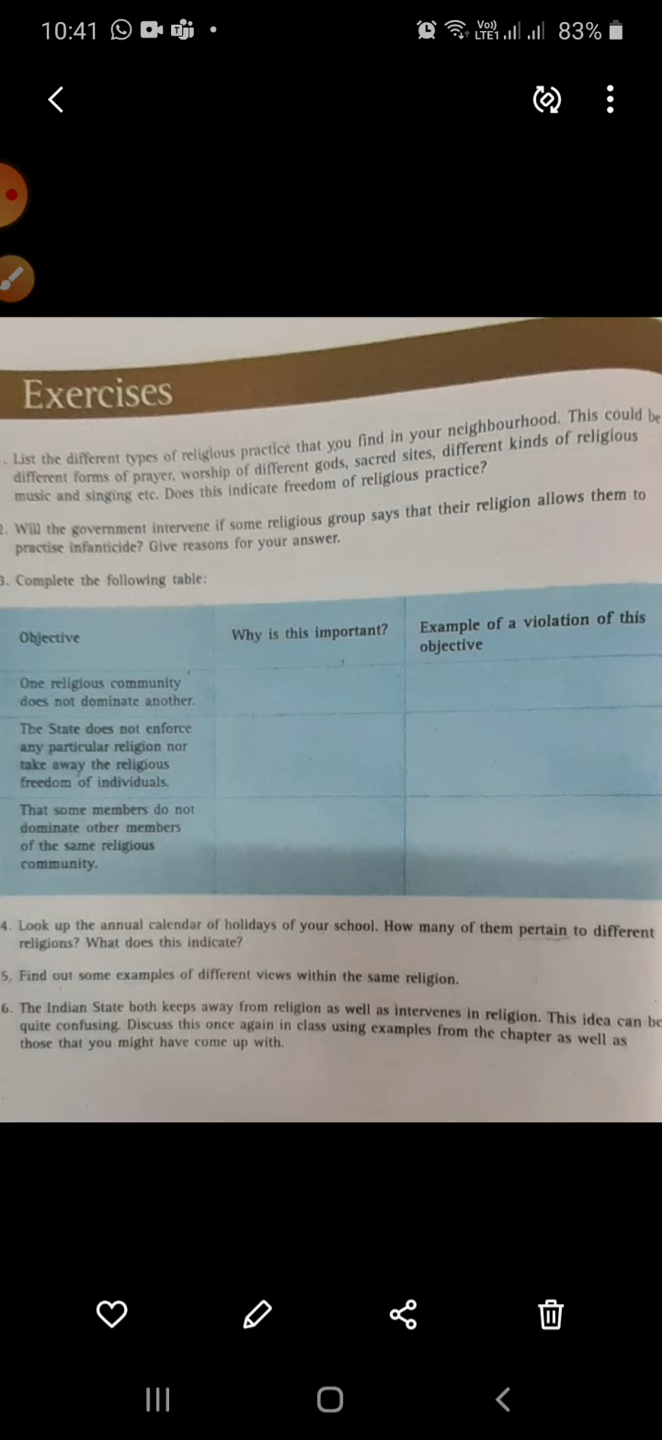 10:41
Vo))
LTE1
83%
Exercises
. List the different types of religious practice that you find in your neighbourhood. This could be
different forms of prayer, worship of different gods, sacred sites, different kinds of religious
music and singing etc. Does this indicate freedom of religious practice?
2. Will the government intervene if some religious group says that their religion allows them to
practise infanticide? Give reasons for your answer.
3. Complete the following table:
Objective
Why is this important?
Example of a violation of this
objective
One religious community
does not dominate another.
The State does not enforce
any particular religion nor
take away the religious
freedom of individuals.
That some members do not
dominate other members
of the same religious
community.
4. Look up the annual calendar of holidays of your school. How many of them pertain to different
religions? What does this indicate?
5. Find out some examples of different views within the same religion.
6. The Indian State both keeps away from religion as well as intervenes in religion. This idea can be
quite confusing. Discuss this once again in class using examples from the chapter as well as
those that you might have come up with.